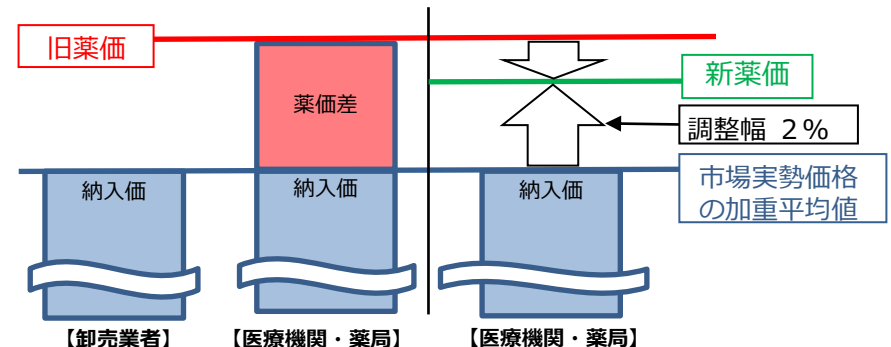 旧薬価
新薬価
薬価差
調整幅 2%
納入価
納入価
納入価
市場実勢価格
の加重平均値
【卸売業者】
【医療機関・薬局】
【医療機関・薬局】